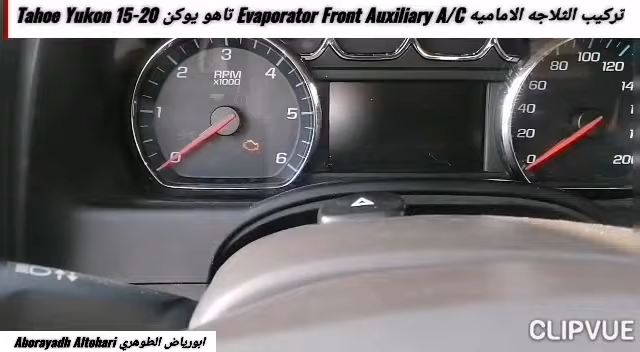 تركيب الثلاجه الاماميه Evaporator Front Auxiliary A/C تاهو يوكن Tahoe Yukon 15-20
0 1 2 3 4 5 6
RPM
X1000
0 20 40 60 80 100 120 14 200
Aborayadh Altohari ابورياض الطوهري
CLIPVUE